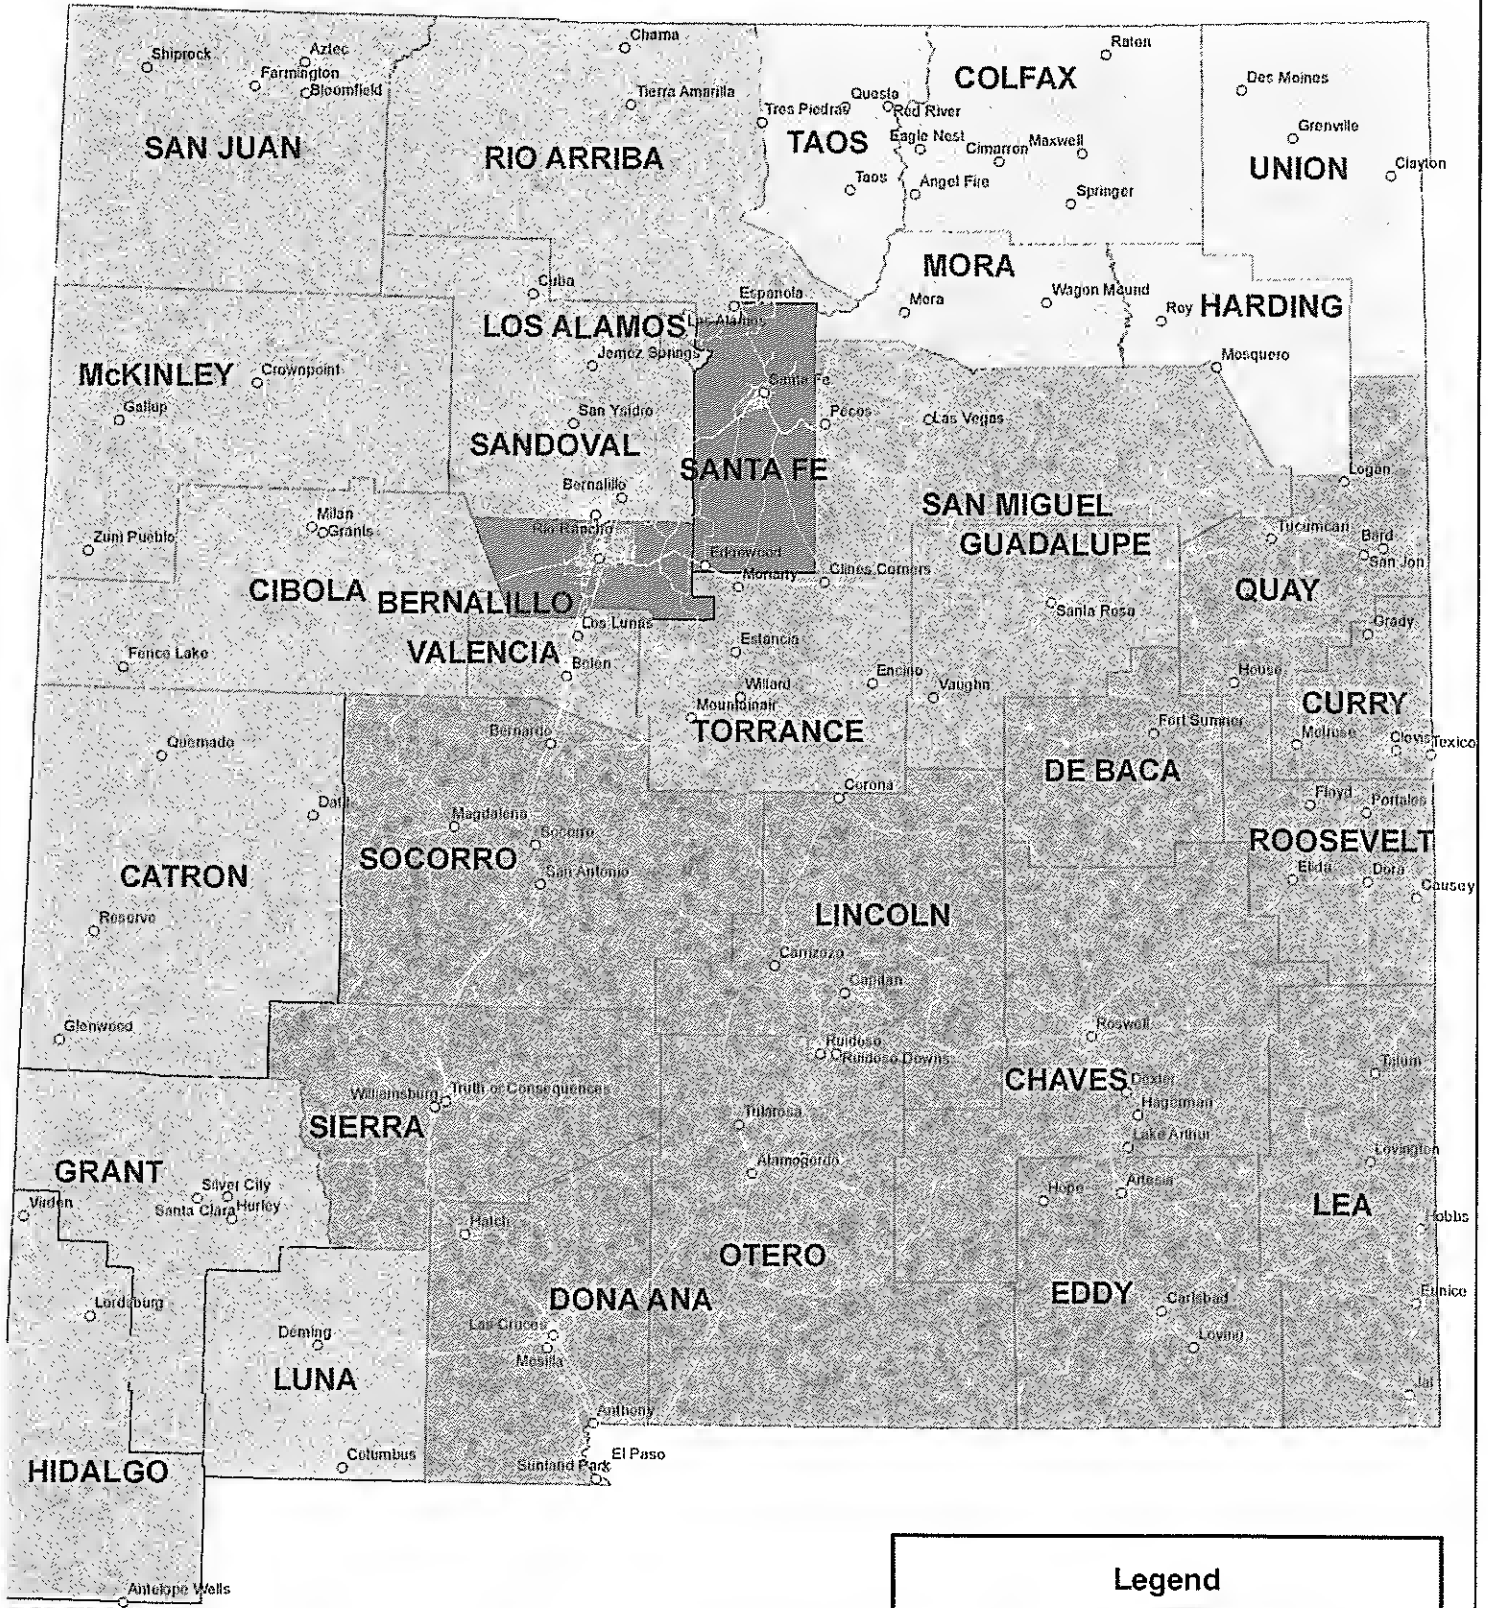 Chama
Raton
Shiprock
Aztec
COLFAX
Farmington
Des Moines
Bloomfield
Tierra Amarilla
Questa
Tres Piedras
Red River
Grenville
SAN JUAN
RIO ARRIBA
TAOS
Eagle Nest
Cimarron
Maxwell
UNION
Clayton
Taos
Angel Fire
Springer
MORA
Cuba
Espanola
Mora
Wagon Mound
Roy
HARDING
LOS ALAMOS
Los Alamos
Jemez Springs
Mosquero
McKINLEY
Crownpoint
Santa Fe
Gallup
San Ysidro
Pecos
Las Vegas
SANDOVAL
SANTA FE
Logan
Bernalillo
SAN MIGUEL
Milan
Grants
Rio Rancho
Tucumcari
Bard
Zuni Pueblo
GUADALUPE
Edgewood
San Jon
Moriarty
Clines Corners
CIBOLA
BERNALILLO
QUAY
Santa Rosa
Los Lunas
Grady
Estancia
VALENCIA
Fence Lake
Belen
Encino
House
Willard
Vaughn
Mountainair
CURRY
Bernardo
TORRANCE
Fort Sumner
Melrose
Clovis
Texico
Quemado
DE BACA
Corona
Datil
Magdalena
Floyd
Portales
Socorro
ROOSEVELT
SOCORRO
San Antonio
Elida
Dora
CATRON
Causey
Reserve
LINCOLN
Carrizozo
Capitan
Glenwood
Roswell
Ruidoso
Ruidoso Downs
Tatum
CHAVES
Dexter
Williamsburg
Truth or Consequences
Hagerman
SIERRA
Tularosa
Lake Arthur
Lovington
GRANT
Alamogordo
Silver City
Hope
Artesia
Virden
Santa Clara
Hurley
LEA
Hatch
Hobbs
OTERO
Lordsburg
DONA ANA
EDDY
Carlsbad
Eunice
Deming
Las Cruces
Loving
Mesilla
LUNA
Jal
Anthony
Columbus
El Paso
HIDALGO
Sunland Park
Antelope Wells
Legend